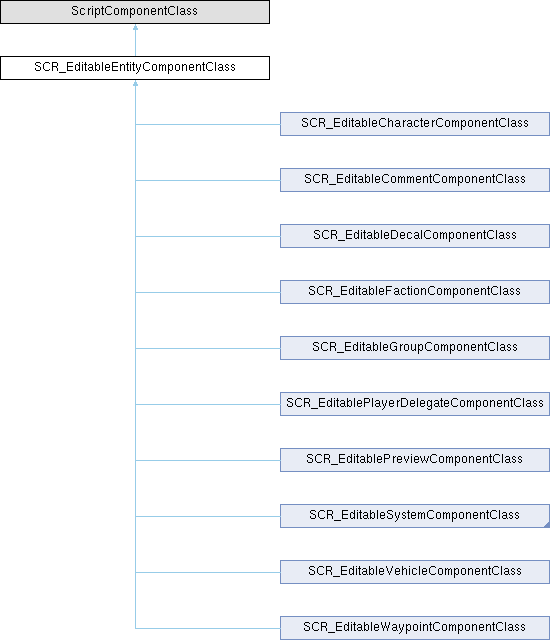 ScriptComponentClass
SCR_EditableEntityComponentClass
SCR_EditableCharacterComponentClass
SCR_EditableCommentComponentClass
SCR_EditableDecalComponentClass
SCR_EditableFactionComponentClass
SCR_EditableGroupComponentClass
SCR_EditablePlayerDelegateComponentClass
SCR_EditablePreviewComponentClass
SCR_EditableSystemComponentClass
SCR_EditableVehicleComponentClass
SCR_EditableWaypointComponentClass